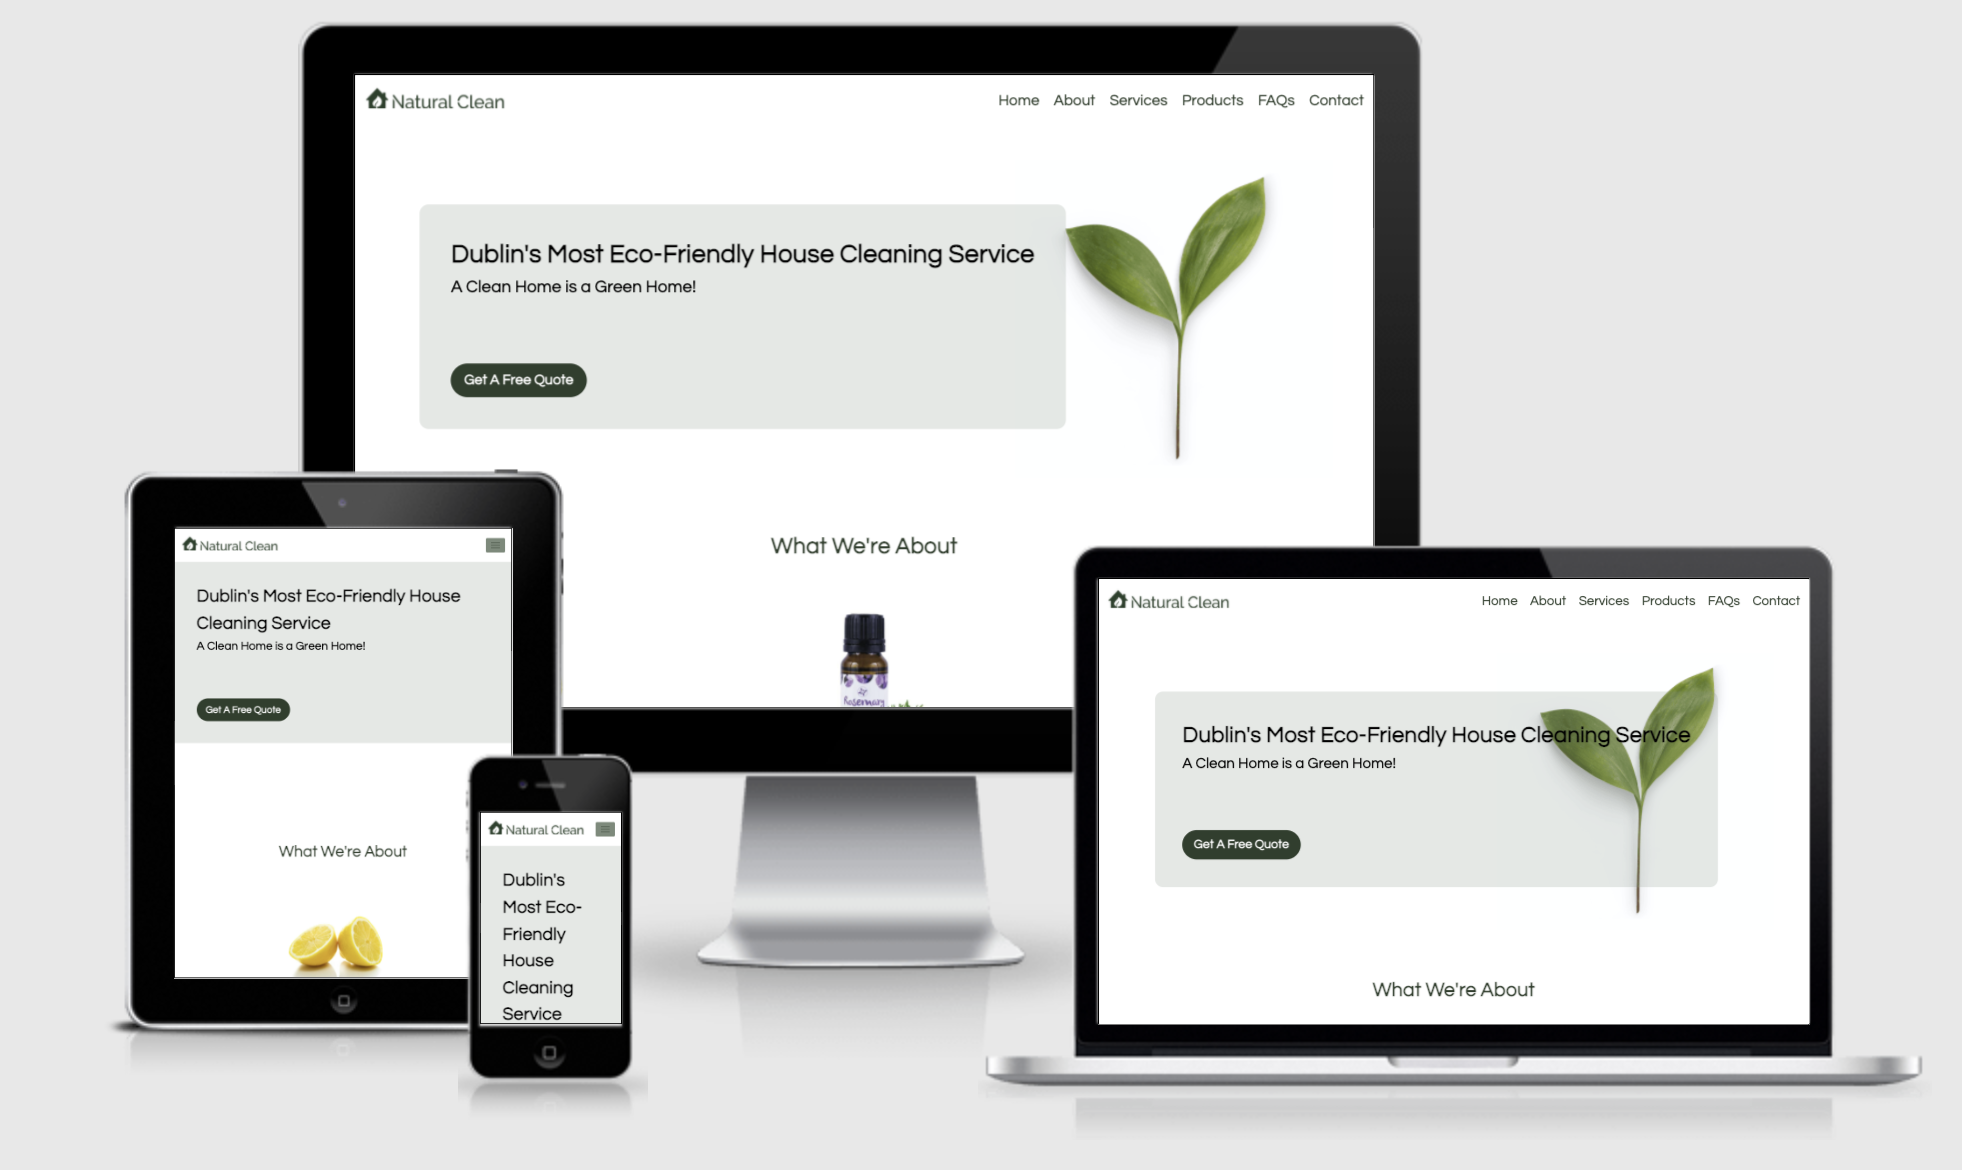 Natural Clean
Home About Services Products FAQs Contact
Dublin's Most Eco-Friendly House Cleaning Service
A Clean Home is a Green Home!
Get A Free Quote
What We're About
Rosemary
Natural Clean
Dublin's Most Eco-Friendly House
Cleaning Service
A Clean Home is a Green Home!
Get A Free Quote
What We're About
Natural Clean
Dublin's
Most Eco-
Friendly
House
Cleaning
Service
Natural Clean
Home About Services Products FAQs Contact
Dublin's Most Eco-Friendly House Cleaning Service
A Clean Home is a Green Home!
Get A Free Quote
What We're About